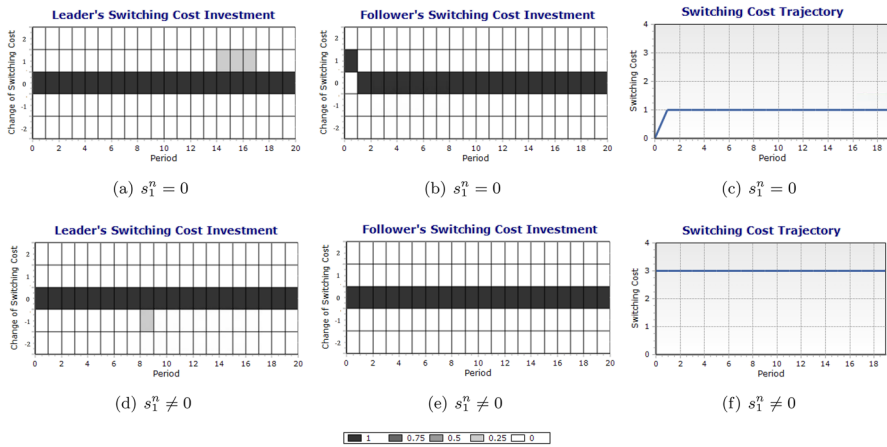 Leader's Switching Cost Investment
Change of Switching Cost
2
1
0
-1
-2
0 2 4 6 8 10 12 14 16 18 20
Period
(a) s₁ⁿ = 0
Follower's Switching Cost Investment
Change of Switching Cost
2
1
0
-1
-2
0 2 4 6 8 10 12 14 16 18 20
Period
(b) s₁ⁿ = 0
Switching Cost Trajectory
Switching Cost
4
3
2
1
0
0 2 4 6 8 10 12 14 16 18
Period
(c) s₁ⁿ = 0
Leader's Switching Cost Investment
Change of Switching Cost
2
1
0
-1
-2
0 2 4 6 8 10 12 14 16 18 20
Period
(d) s₁ⁿ ≠ 0
Follower's Switching Cost Investment
Change of Switching Cost
2
1
0
-1
-2
0 2 4 6 8 10 12 14 16 18 20
Period
(e) s₁ⁿ ≠ 0
Switching Cost Trajectory
Switching Cost
4
3
2
1
0
0 2 4 6 8 10 12 14 16 18
Period
(f) s₁ⁿ ≠ 0
1 0.75 0.5 0.25 0